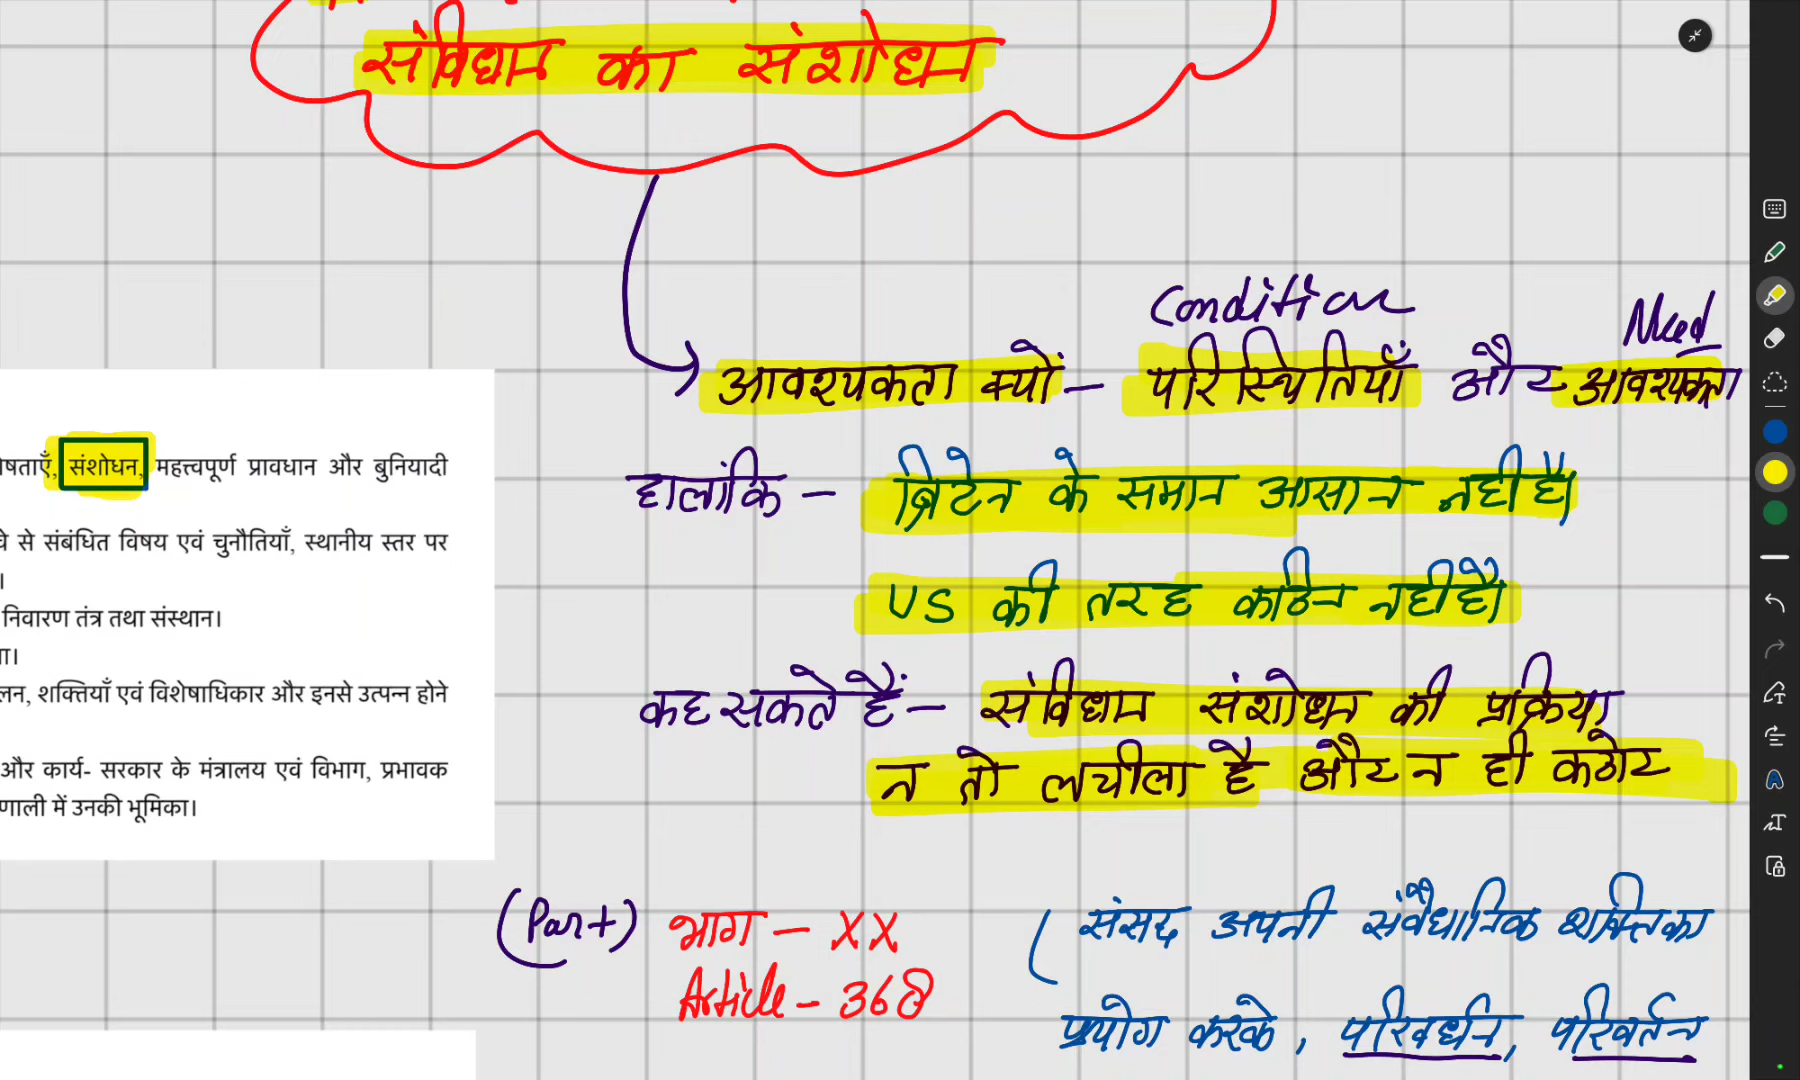 संविधान का संशोधन
Condition
Need
आवश्यकता क्यों – परिस्थितियाँ और आवश्यकता
षताएँ, संशोधन, महत्त्वपूर्ण प्रावधान और बुनियादी
हालांकि – ब्रिटेन के समान आसान नहीं है।
से संबंधित विषय एवं चुनौतियाँ, स्थानीय स्तर पर
।
US की तरह कठिन नहीं है।
निवारण तंत्र तथा संस्थान।
ा।
लन, शक्तियाँ एवं विशेषाधिकार और इनसे उत्पन्न होने
कह सकते हैं – संविधान संशोधन की प्रक्रिया
न तो लचीला है और न ही कठोर
और कार्य- सरकार के मंत्रालय एवं विभाग, प्रभावक
णाली में उनकी भूमिका।
(Part) भाग – XX
Article – 368
(संसद अपनी संवैधानिक शक्ति का
प्रयोग करके, परिवर्धन, परिवर्तन